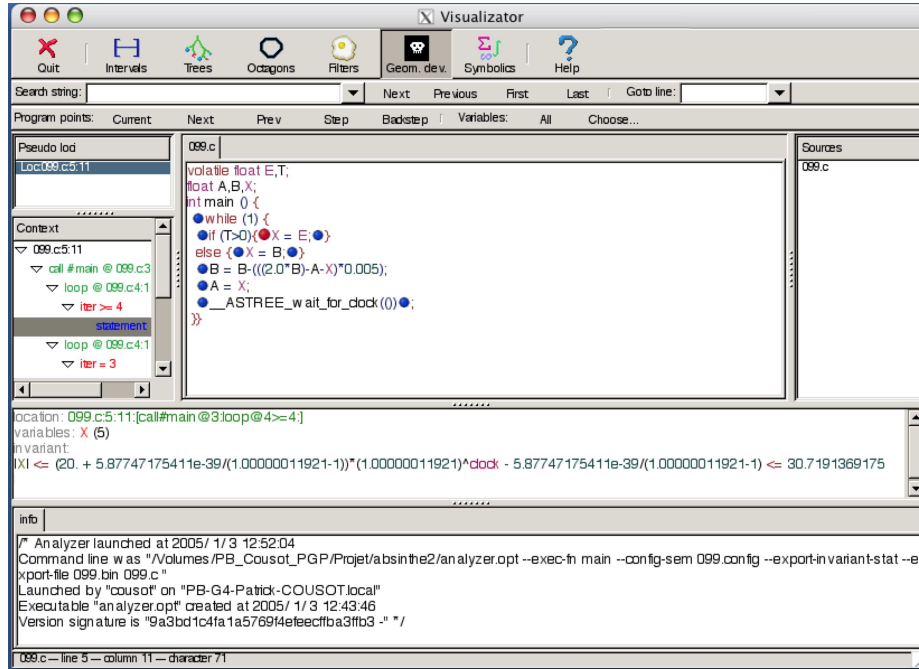 X Visualizator
Quit Intervals Trees Octagons Filters Geom. dev. Symbolics Help
Search string: Next Previous First Last Goto line:
Program points: Current Next Prev Step Backstep Variables: All Choose...
Pseudo loci
Loc:099.c:5:11
Context
099.c:5:11
call #main @ 099.c:3
loop @ 099.c:4:1
iter >= 4
statement
loop @ 099.c:4:1
iter = 3
099.c
volatile float E,T;
float A,B,X;
int main () {
while (1) {
if (T>0){X = E;}
else {X = B;}
B = B-(((2.0*B)-A-X)*0.005);
A = X;
__ASTREE_wait_for_clock(());
}}
Sources
099.c
location: 099.c:5:11:[call#main@3:loop@4>=4:]
variables: X (5)
invariant:
|X| <= (20. + 5.87747175411e-39/(1.00000011921-1))*(1.00000011921)^clock - 5.87747175411e-39/(1.00000011921-1) <= 30.7191369175
info
/* Analyzer launched at 2005/ 1/ 3 12:52:04
Command line was "/Volumes/PB_Cousot_PGP/Projet/absinthe2/analyzer.opt --exec-fn main --config-sem 099.config --export-invariant-stat --e
xport-file 099.bin 099.c "
Launched by "cousot" on "PB-G4-Patrick-COUSOT.local"
Executable "analyzer.opt" created at 2005/ 1/ 3 12:43:46
Version signature is "9a3bd1c4fa1a5769f4efeecffba3ffb3 -" */
099.c — line 5 — column 11 — character 71